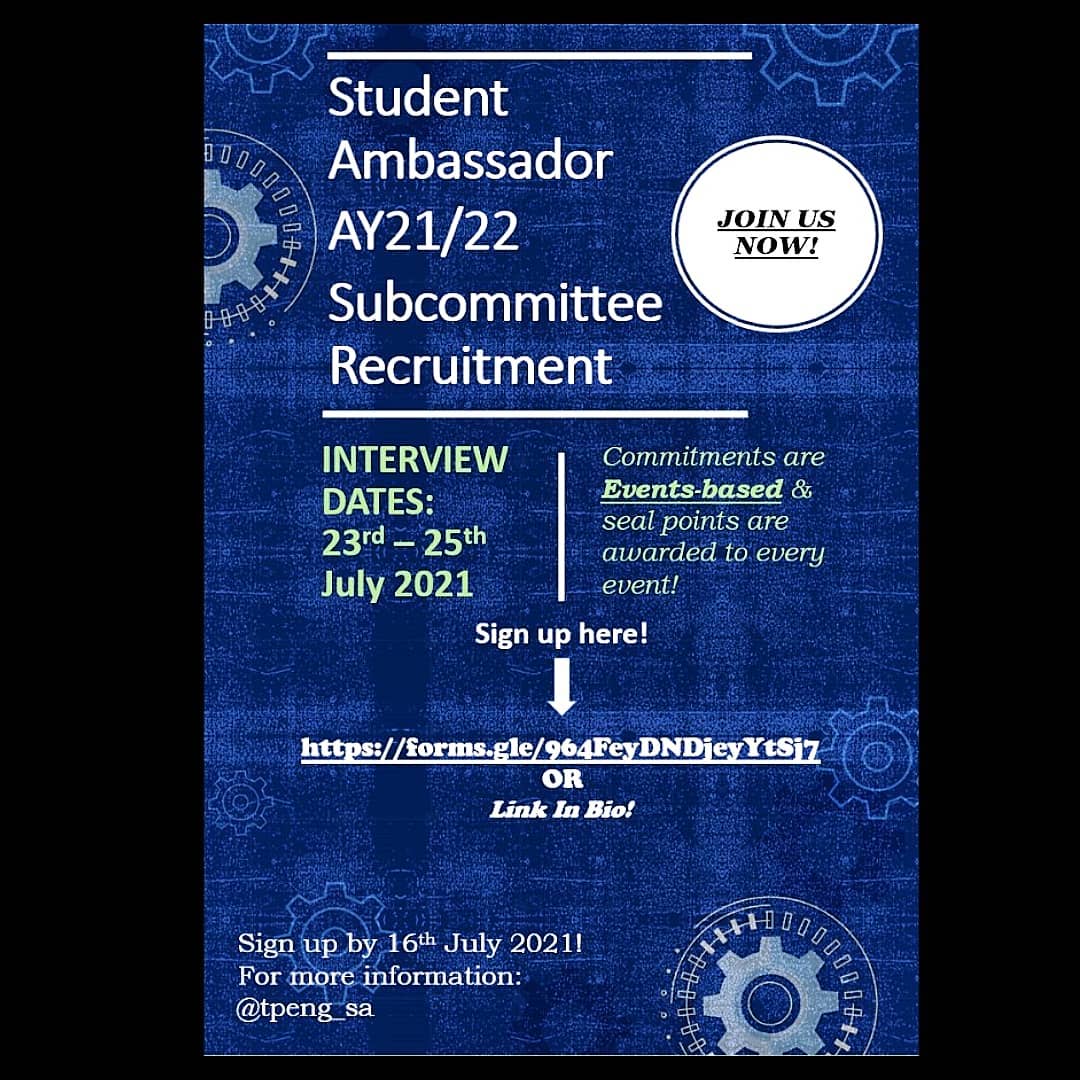 Student
Ambassador
AY21/22
Subcommittee
Recruitment
JOIN US
NOW!
INTERVIEW
DATES:
23rd – 25th
July 2021
Commitments are
Events-based &
seal points are
awarded to every
event!
Sign up here!
https://forms.gle/964FeyDNDjeyYtSj7
OR
Link In Bio!
Sign up by 16th July 2021!
For more information:
@tpeng_sa